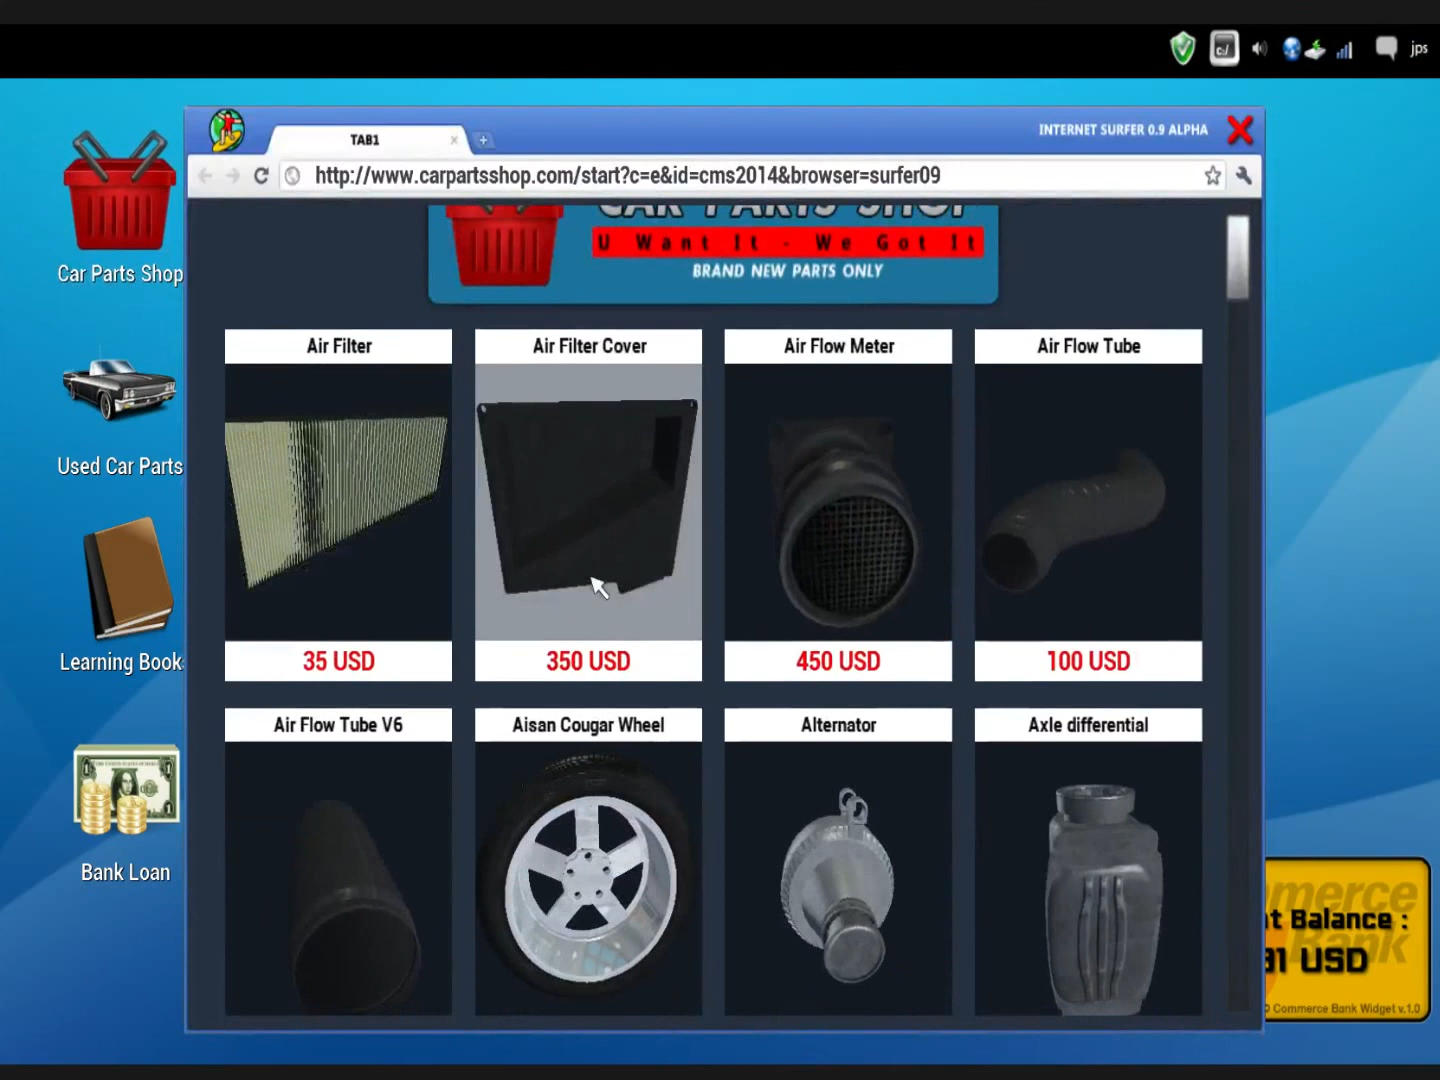 jps
TAB1
INTERNET SURFER 0.9 ALPHA
http://www.carpartsshop.com/start?c=e&id=cms2014&browser=surfer09
CAR PARTS SHOP
U Want It - We Got It
BRAND NEW PARTS ONLY
Car Parts Shop
Used Car Parts
Learning Book
Bank Loan
Air Filter
Air Filter Cover
Air Flow Meter
Air Flow Tube
35 USD
350 USD
450 USD
100 USD
Air Flow Tube V6
Aisan Cougar Wheel
Alternator
Axle differential
Balance :
USD
Commerce Bank Widget v.1.0